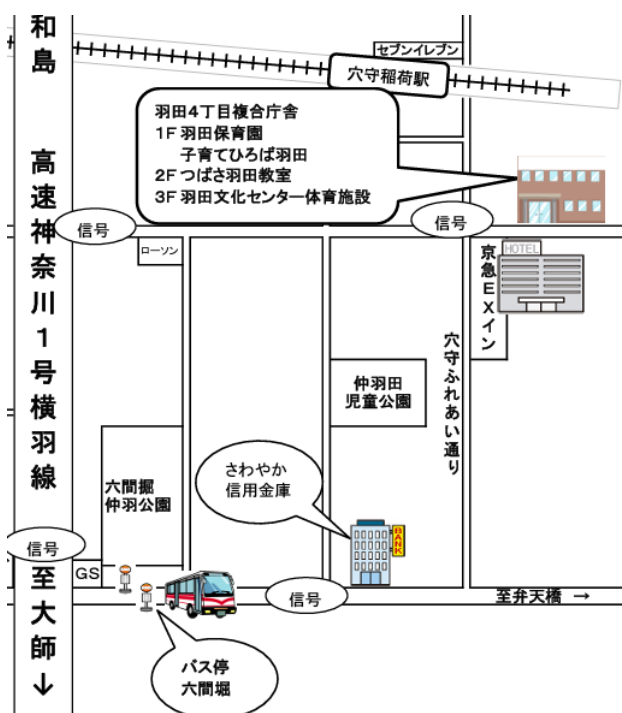 和島
高速神奈川1号横羽線
至大師↓
セブンイレブン
穴守稲荷駅
羽田4丁目複合庁舎
1F 羽田保育園
子育てひろば羽田
2F つばさ羽田教室
3F 羽田文化センター体育施設
信号
信号
ローソン
HOTEL
京急EXイン
穴守ふれあい通り
仲羽田
児童公園
さわやか
信用金庫
六間掘
仲羽公園
BANK
信号
GS
信号
至弁天橋 →
バス停
六間堀